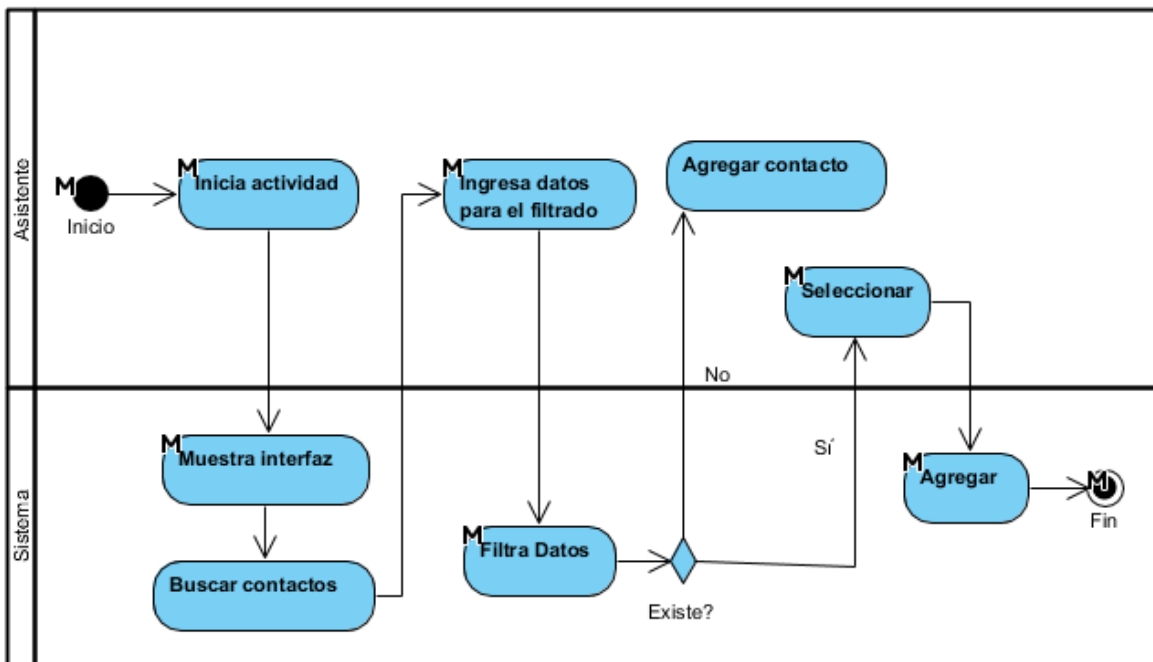 Asistente
M
Inicio
M
Inicia actividad
M
Ingresa datos
para el filtrado
Agregar contacto
M
Seleccionar
No
Sistema
M
Muestra interfaz
Buscar contactos
M
Filtra Datos
Existe?
Sí
M
Agregar
M
Fin